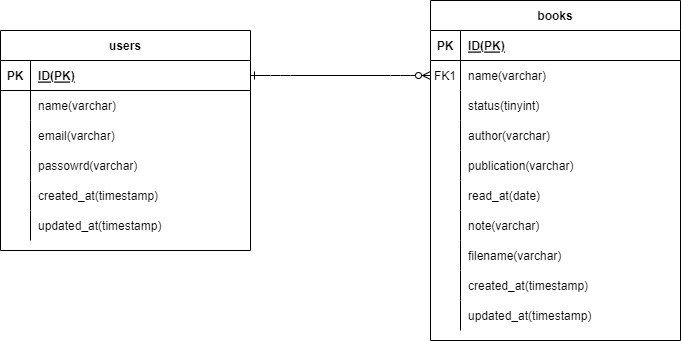 users
PK ID(PK)
name(varchar)
email(varchar)
passowrd(varchar)
created_at(timestamp)
updated_at(timestamp)
books
PK ID(PK)
FK1 name(varchar)
status(tinyint)
author(varchar)
publication(varchar)
read_at(date)
note(varchar)
filename(varchar)
created_at(timestamp)
updated_at(timestamp)